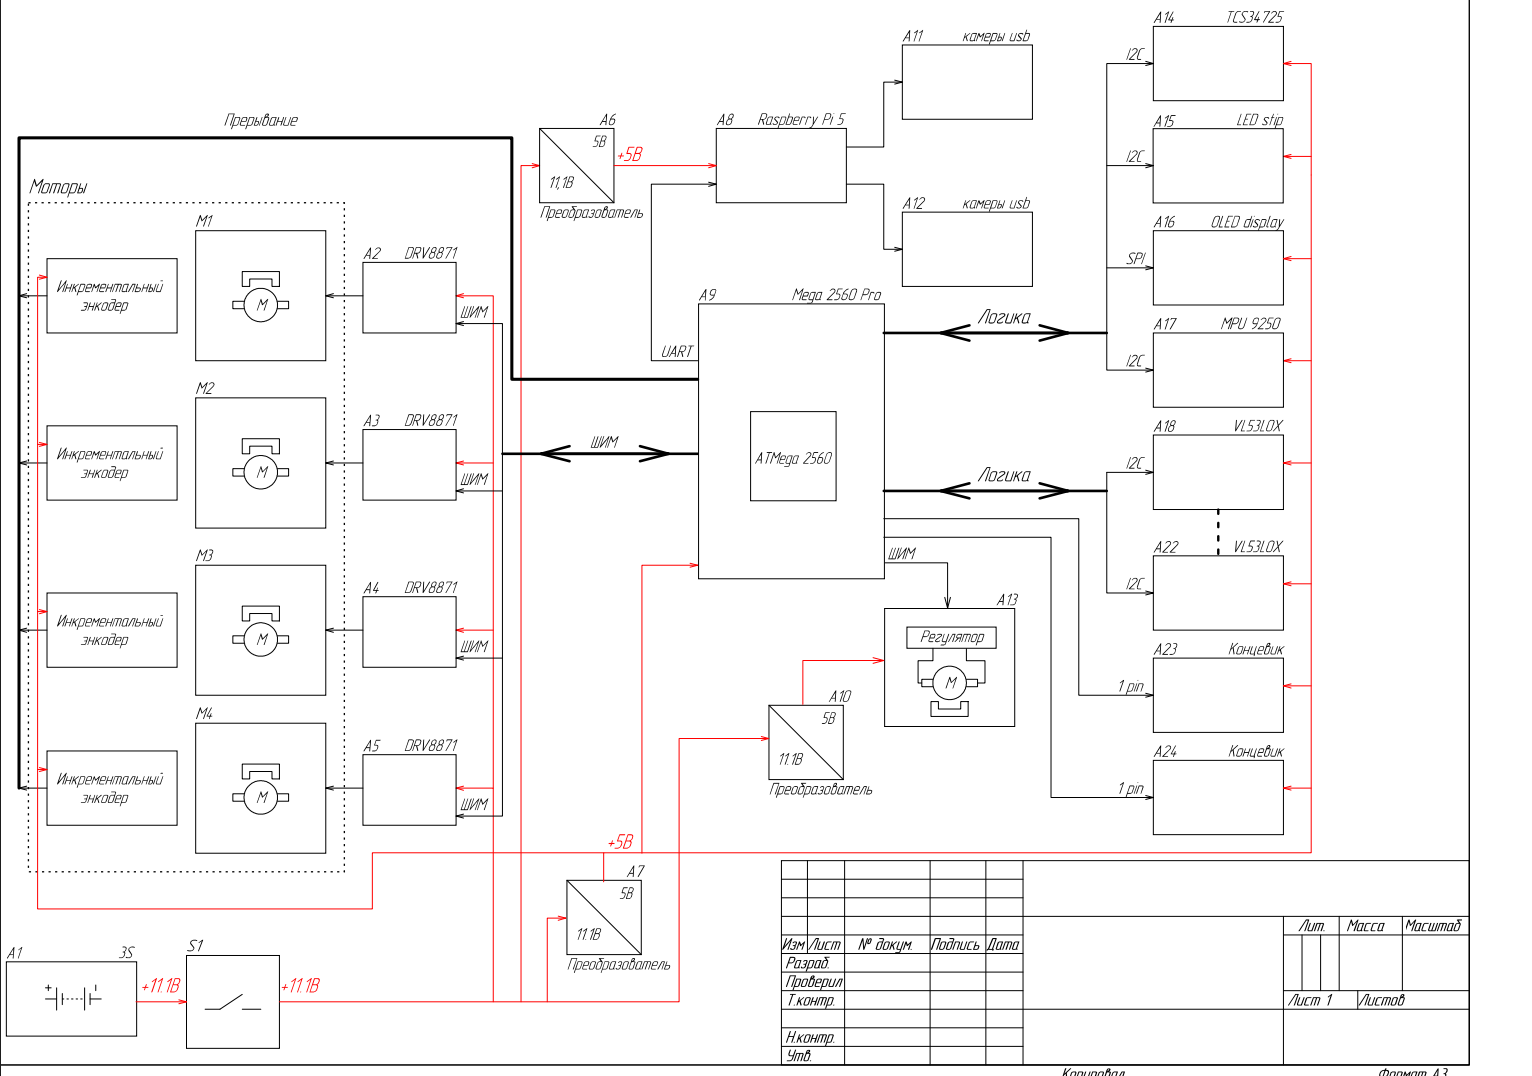 A14 TCS34725
A11 камеры usb
I2C
Прерывание
A6
5В
11,1В
Преобразователь
+5В
A8 Raspberry Pi 5
A15 LED stip
I2C
Моторы
A12 камеры usb
A16 OLED display
SPI
M1
A2 DRV8871
Инкрементальный
энкодер
М
ШИМ
A9 Mega 2560 Pro
Логика
A17 MPU 9250
I2C
UART
M2
A3 DRV8871
Инкрементальный
энкодер
М
ШИМ
ШИМ
ATMega 2560
A18 VL53L0X
I2C
Логика
M3
A4 DRV8871
Инкрементальный
энкодер
М
ШИМ
ШИМ
A22 VL53L0X
I2C
A13
Регулятор
М
A23 Концевик
1 pin
M4
A5 DRV8871
Инкрементальный
энкодер
М
ШИМ
A10
5В
11.1В
Преобразователь
A24 Концевик
1 pin
+5В
A7
5В
11.1В
Преобразователь
A1 3S
+ -
+11.1В
S1
+11.1В
Лит. Масса Масштаб
Изм Лист № докум. Подпись Дата
Разраб.
Проверил
Т.контр.
Лист 1 Листов
Н.контр.
Утв.
Копировал Формат А3